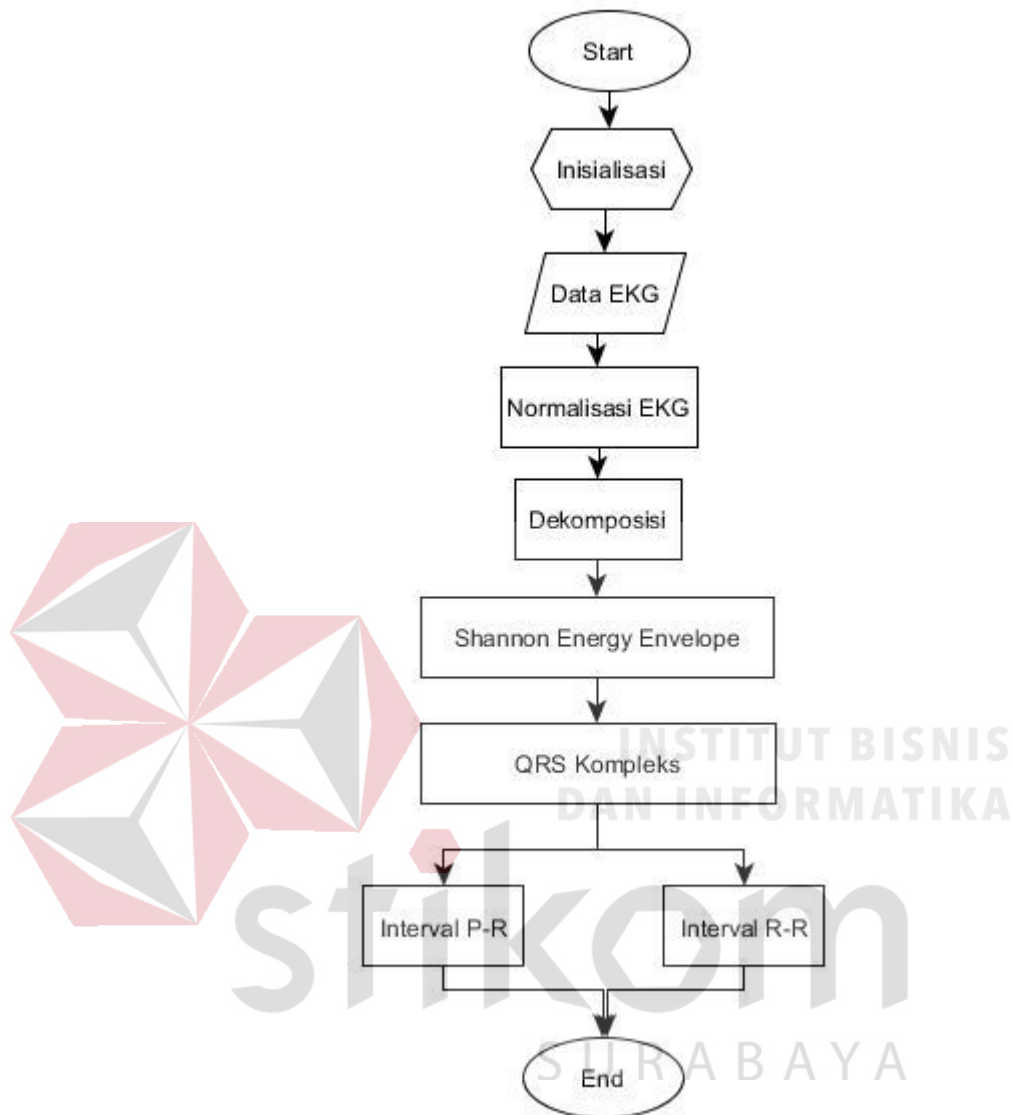 Start
Inisialisasi
Data EKG
Normalisasi EKG
Dekomposisi
Shannon Energy Envelope
INSTITUT BISNIS
QRS Kompleks
DAN INFORMATIKA
stikom
Interval P-R
Interval R-R
SURABAYA
End